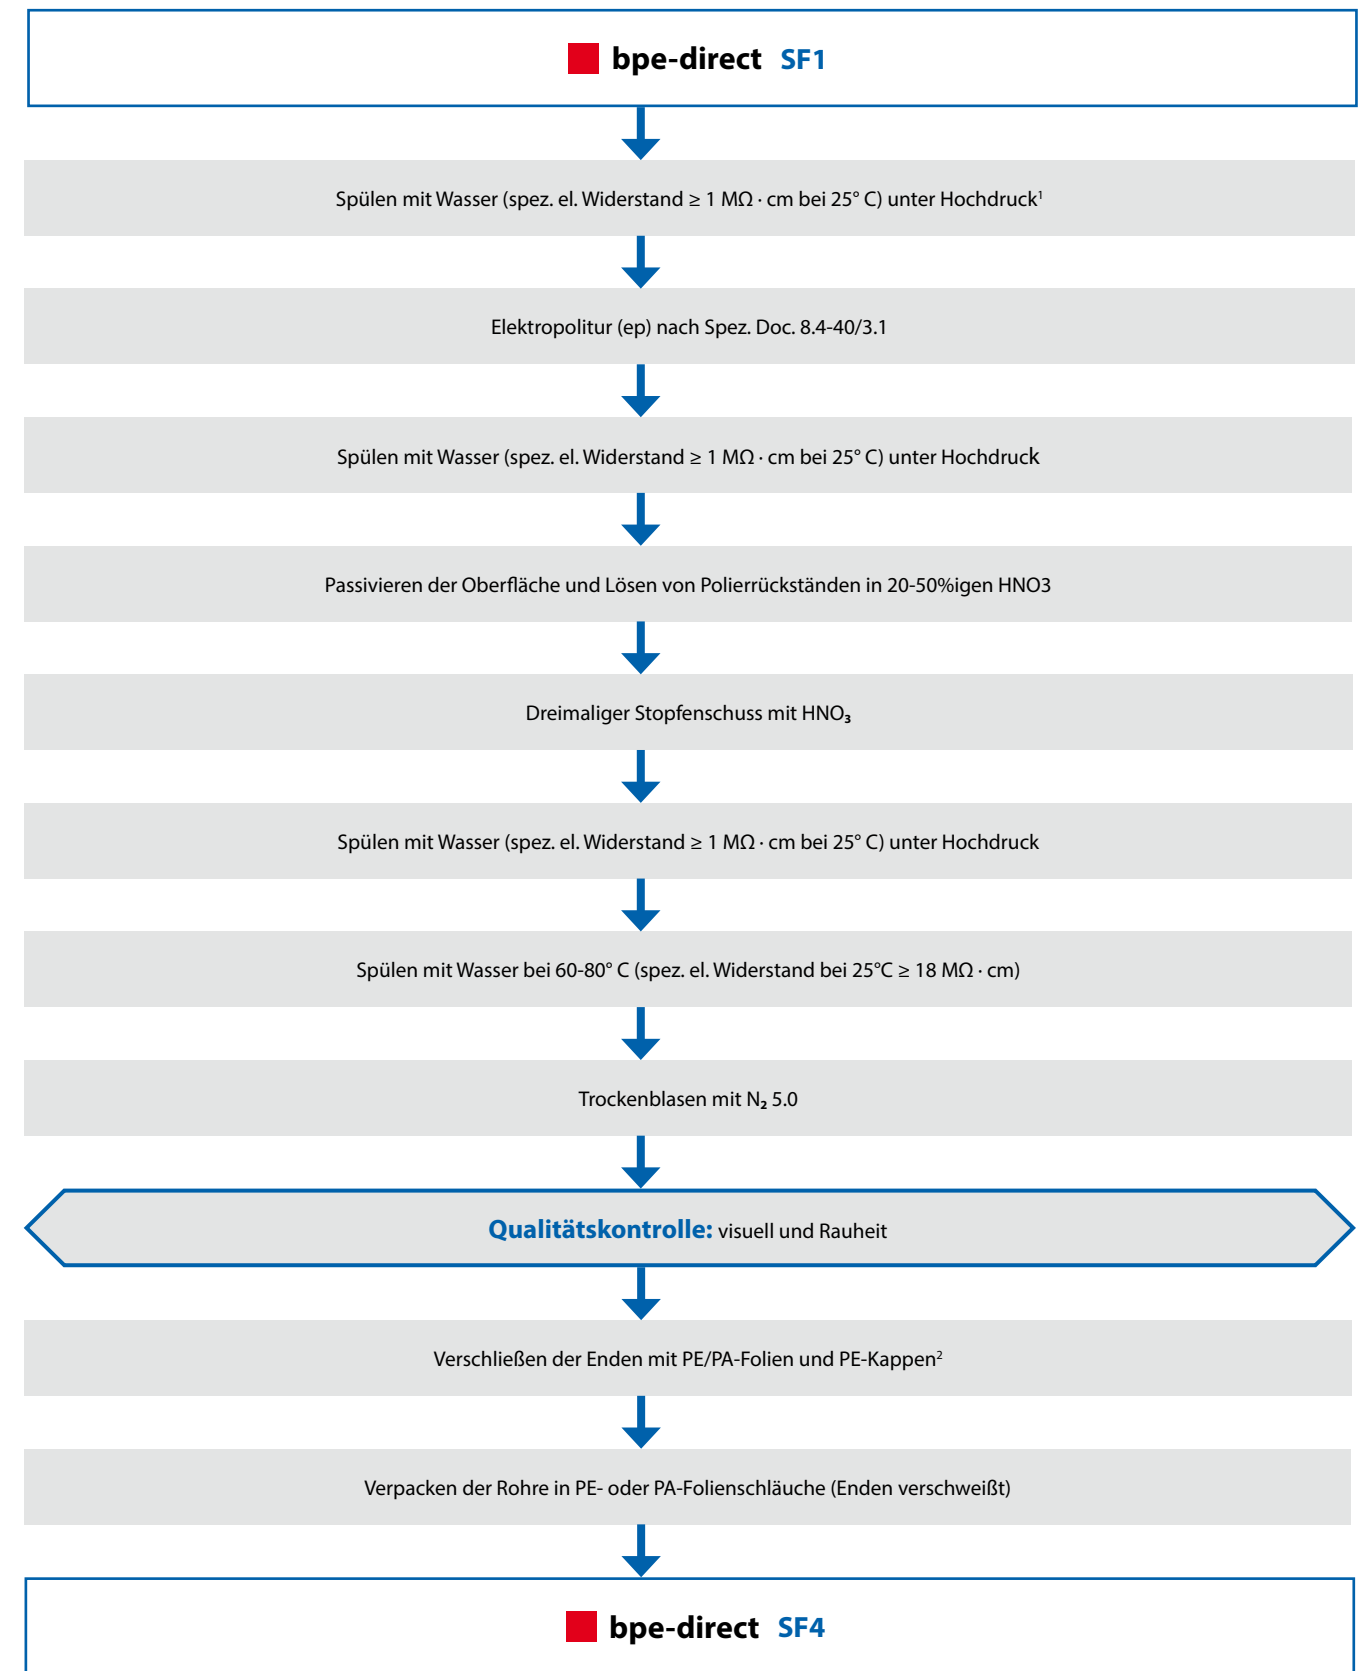 bpe-direct SF1
Spülen mit Wasser (spez. el. Widerstand ≥ 1 MΩ · cm bei 25° C) unter Hochdruck¹
Elektropolitur (ep) nach Spez. Doc. 8.4-40/3.1
Spülen mit Wasser (spez. el. Widerstand ≥ 1 MΩ · cm bei 25° C) unter Hochdruck
Passivieren der Oberfläche und Lösen von Polierrückständen in 20-50%igen HNO3
Dreimaliger Stopfenschuss mit HNO₃
Spülen mit Wasser (spez. el. Widerstand ≥ 1 MΩ · cm bei 25° C) unter Hochdruck
Spülen mit Wasser bei 60-80° C (spez. el. Widerstand bei 25°C ≥ 18 MΩ · cm)
Trockenblasen mit N₂ 5.0
Qualitätskontrolle: visuell und Rauheit
Verschließen der Enden mit PE/PA-Folien und PE-Kappen²
Verpacken der Rohre in PE- oder PA-Folienschläuche (Enden verschweißt)
bpe-direct SF4